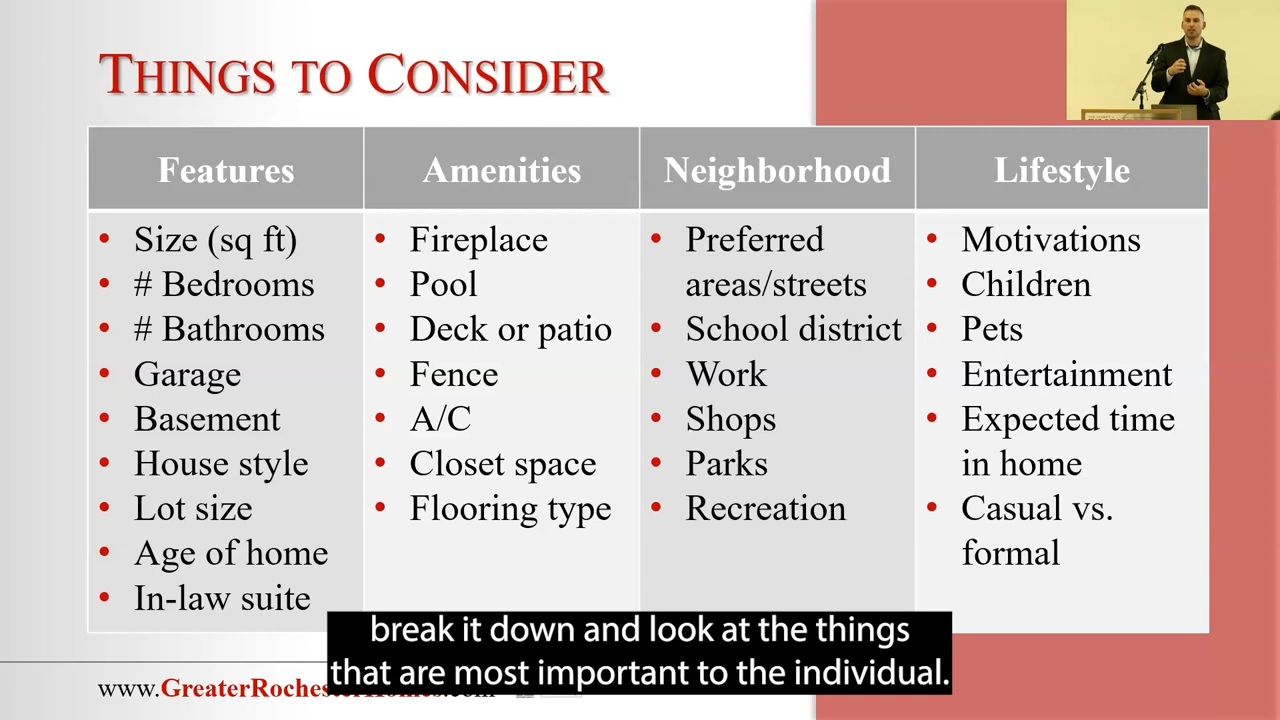 THINGS TO CONSIDER
Features
Size (sq ft)
# Bedrooms
# Bathrooms
Garage
Basement
House style
Lot size
Age of home
In-law suite
Amenities
Fireplace
Pool
Deck or patio
Fence
A/C
Closet space
Flooring type
Neighborhood
Preferred
areas/streets
School district
Work
Shops
Parks
Recreation
Lifestyle
Motivations
Children
Pets
Entertainment
Expected time
in home
Casual vs.
formal
break it down and look at the things
that are most important to the individual.